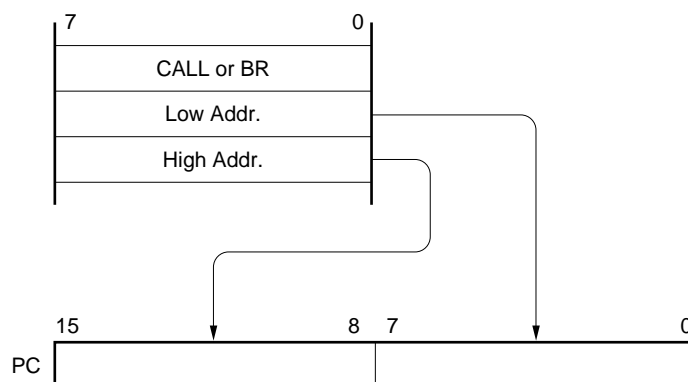 7 0
CALL or BR
Low Addr.
High Addr.
15 8 7 0
PC